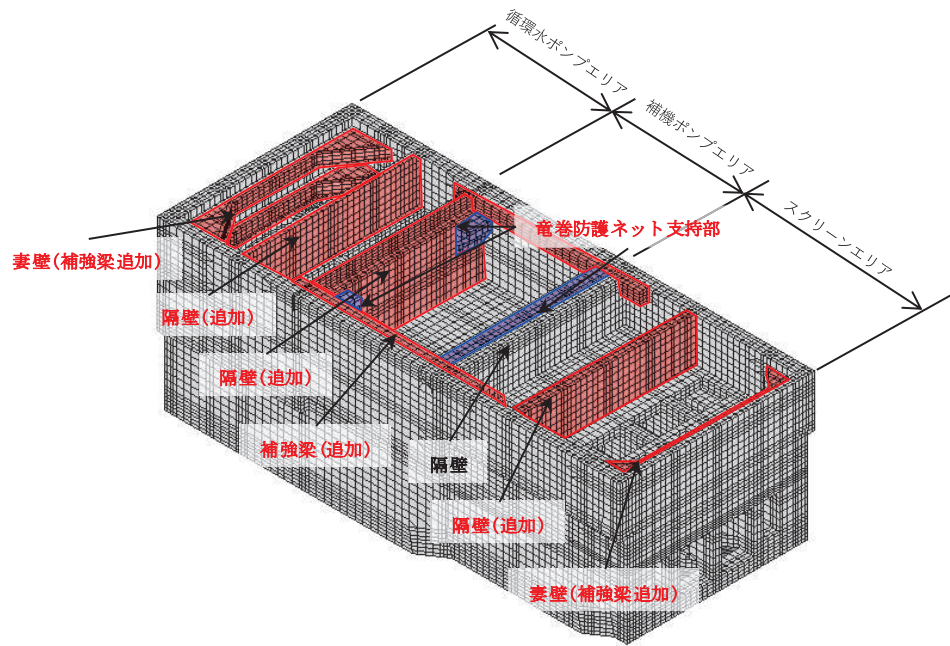 循環水ポンプエリア
補機ポンプエリア
スクリーンエリア
竜巻防護ネット支持部
妻壁(補強梁追加)
隔壁(追加)
隔壁(追加)
補強梁(追加)
隔壁
隔壁(追加)
妻壁(補強梁追加)